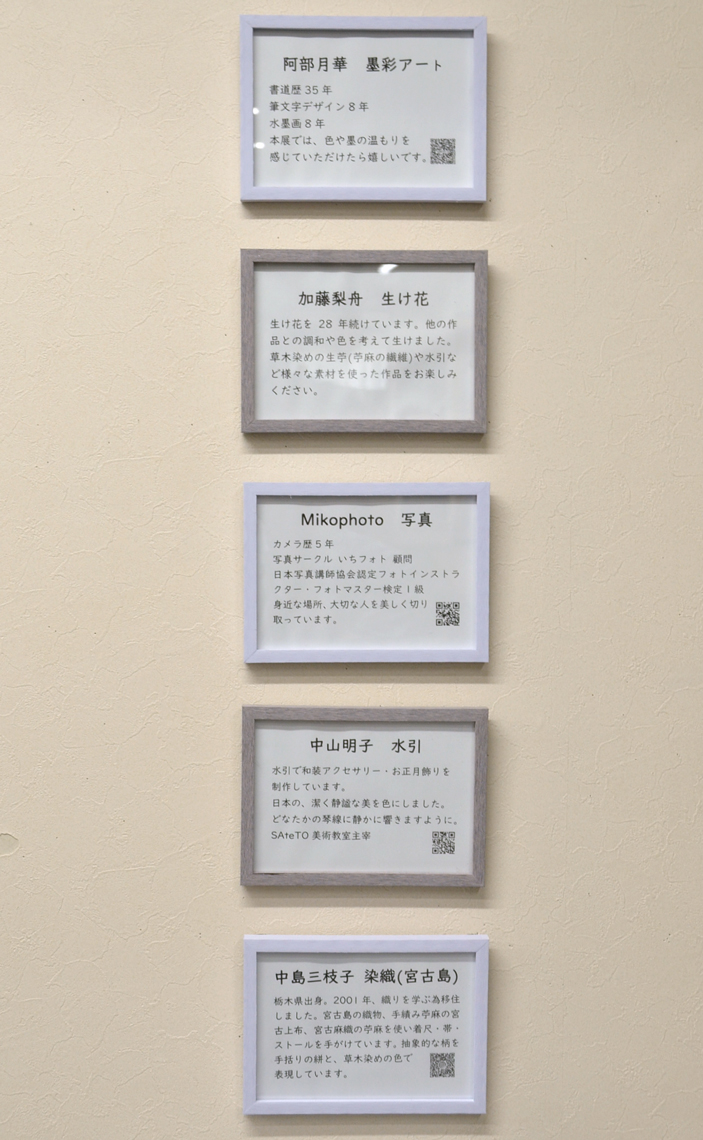 阿部月華　墨彩アート
書道歴 35 年
筆文字デザイン 8 年
水墨画 8 年
本展では、色や墨の温もりを
感じていただけたら嬉しいです。
加藤梨舟　生け花
生け花を 28 年続けています。他の作
品との調和や色を考えて生けました。
草木染めの生苧(苧麻の繊維)や水引な
ど様々な素材を使った作品をお楽しみ
ください。
Mikophoto　写真
カメラ歴 5 年
写真サークル いちフォト 顧問
日本写真講師協会認定フォトインストラ
クター・フォトマスター検定 1 級
身近な場所、大切な人を美しく切り
取っています。
中山明子　水引
水引で和装アクセサリー・お正月飾りを
制作しています。
日本の、潔く静謐な美を色にしました。
どなたかの琴線に静かに響きますように。
SAteTO 美術教室主宰
中島三枝子 染織(宮古島)
栃木県出身。2001 年、織りを学ぶ為移住
しました。宮古島の織物、手績み苧麻の宮
古上布、宮古麻織の苧麻を使い着尺・帯・
ストールを手がけています。抽象的な柄を
手括りの絣と、草木染めの色で
表現しています。